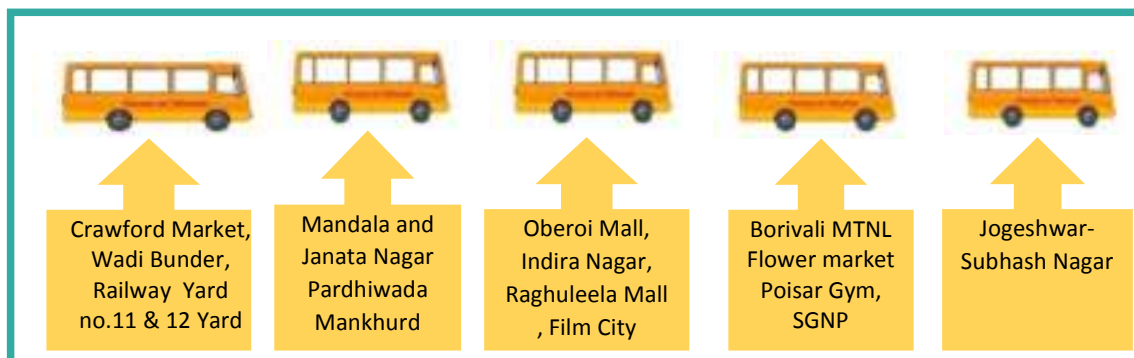 Crawford Market,
Wadi Bunder,
Railway Yard
no.11 & 12 Yard
Mandala and
Janata Nagar
Pardhiwada
Mankhurd
Oberoi Mall,
Indira Nagar,
Raghuleela Mall
, Film City
Borivali MTNL
Flower market
Poisar Gym,
SGNP
Jogeshwar-
Subhash Nagar